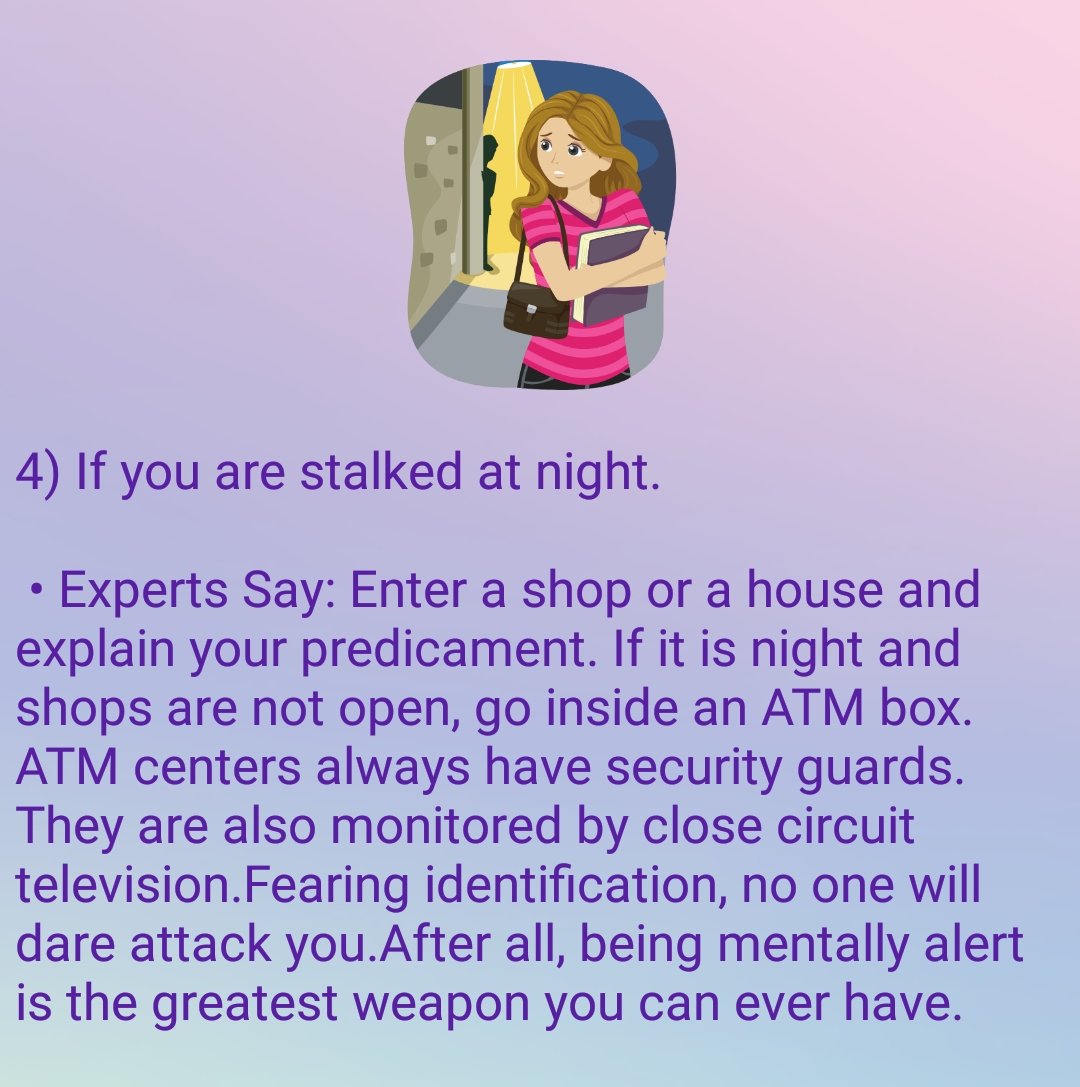 4) If you are stalked at night.
• Experts Say: Enter a shop or a house and
explain your predicament. If it is night and
shops are not open, go inside an ATM box.
ATM centers always have security guards.
They are also monitored by close circuit
television.Fearing identification, no one will
dare attack you.After all, being mentally alert
is the greatest weapon you can ever have.